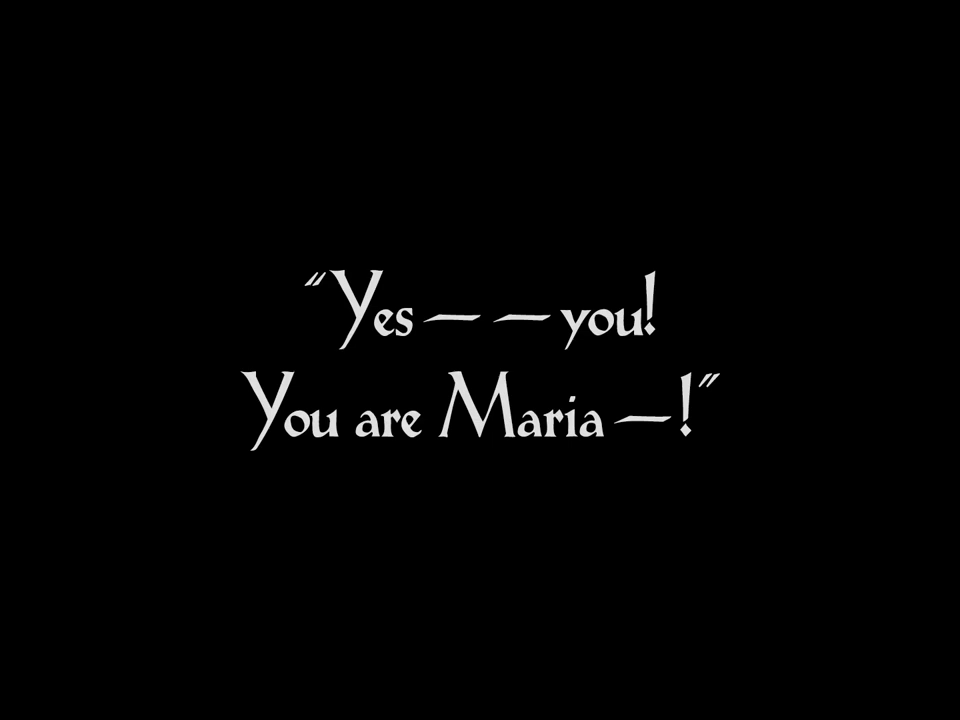 “Yes — — you!
You are Maria —!”